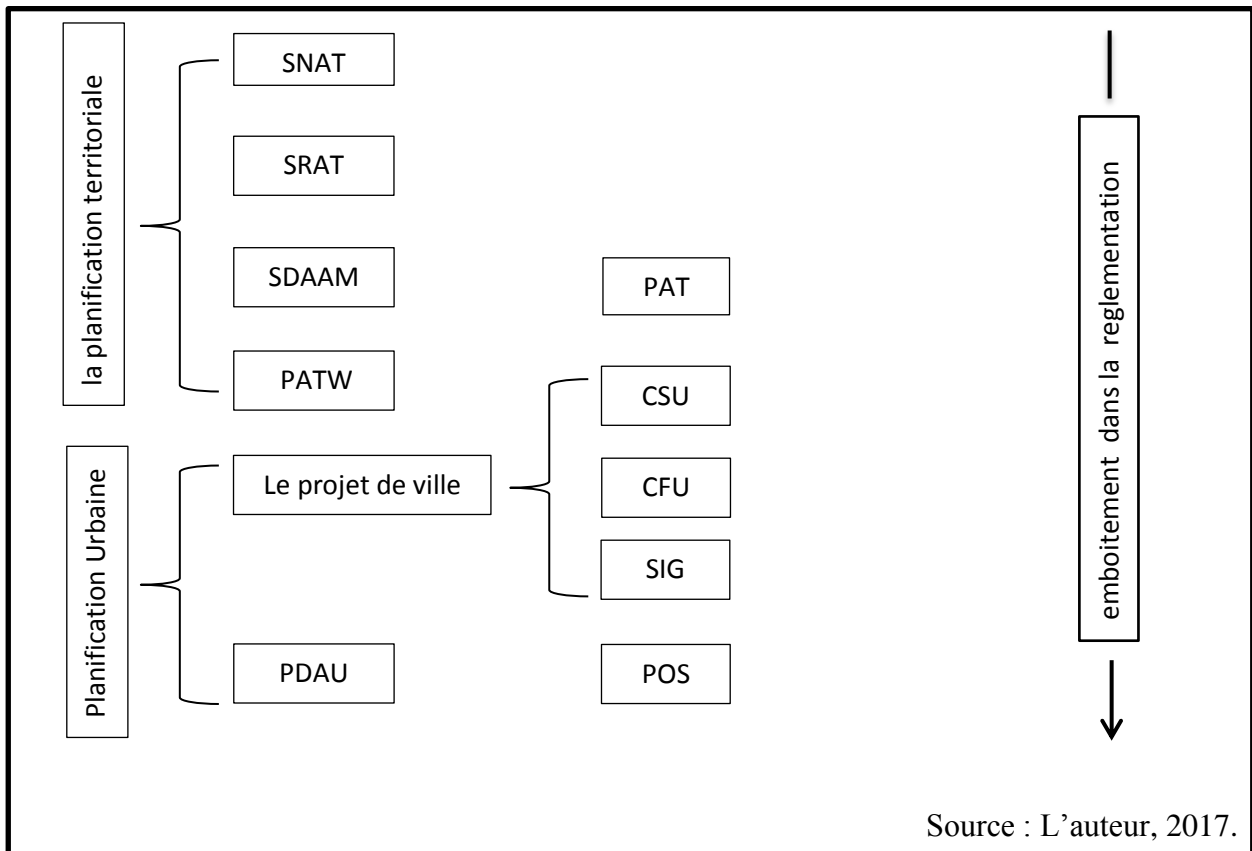 la planification territoriale
SNAT
SRAT
SDAAM
PAT
PATW
CSU
Planification Urbaine
Le projet de ville
CFU
SIG
PDAU
POS
emboitement dans la reglementation
Source : L’auteur, 2017.